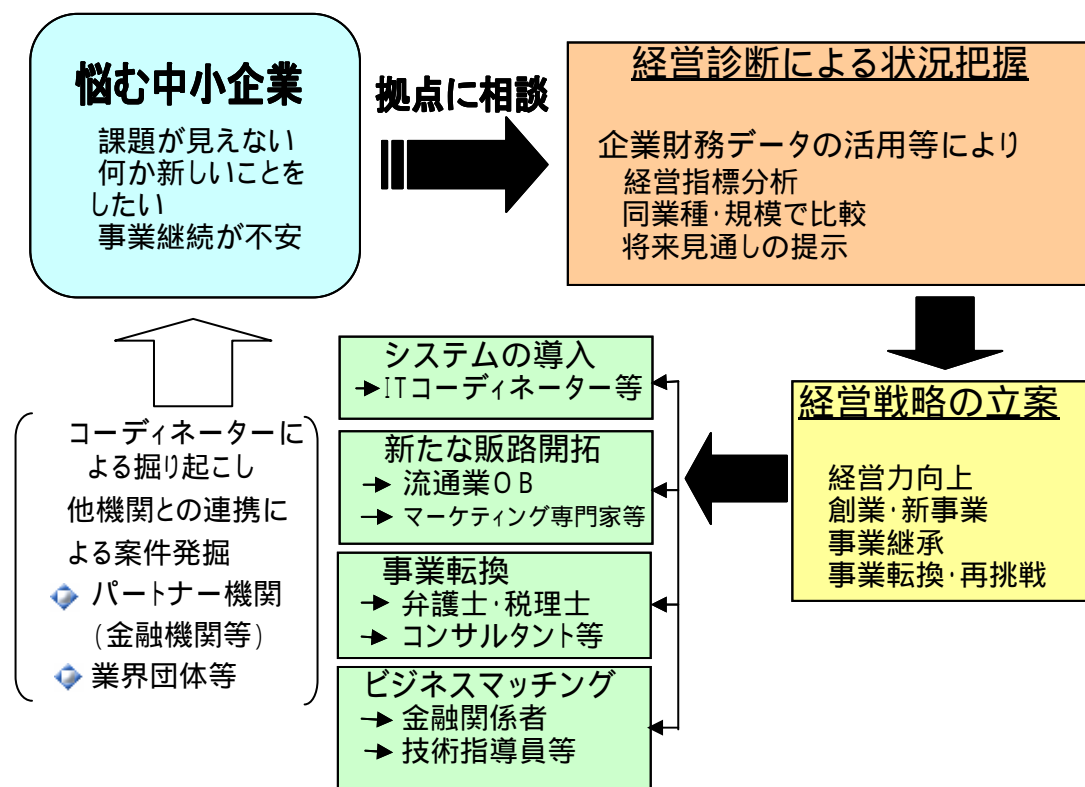 悩む中小企業
課題が見えない
何か新しいことを
したい
事業継続が不安
拠点に相談
経営診断による状況把握
企業財務データの活用等により
経営指標分析
同業種・規模で比較
将来見通しの提示
経営戦略の立案
経営力向上
創業・新事業
事業継承
事業転換・再挑戦
システムの導入
→ITコーディネーター等
新たな販路開拓
→ 流通業OB
→ マーケティング専門家等
事業転換
→ 弁護士・税理士
→ コンサルタント等
ビジネスマッチング
→ 金融関係者
→ 技術指導員等
コーディネーターに
よる掘り起こし
他機関との連携に
よる案件発掘
パートナー機関
(金融機関等)
業界団体等